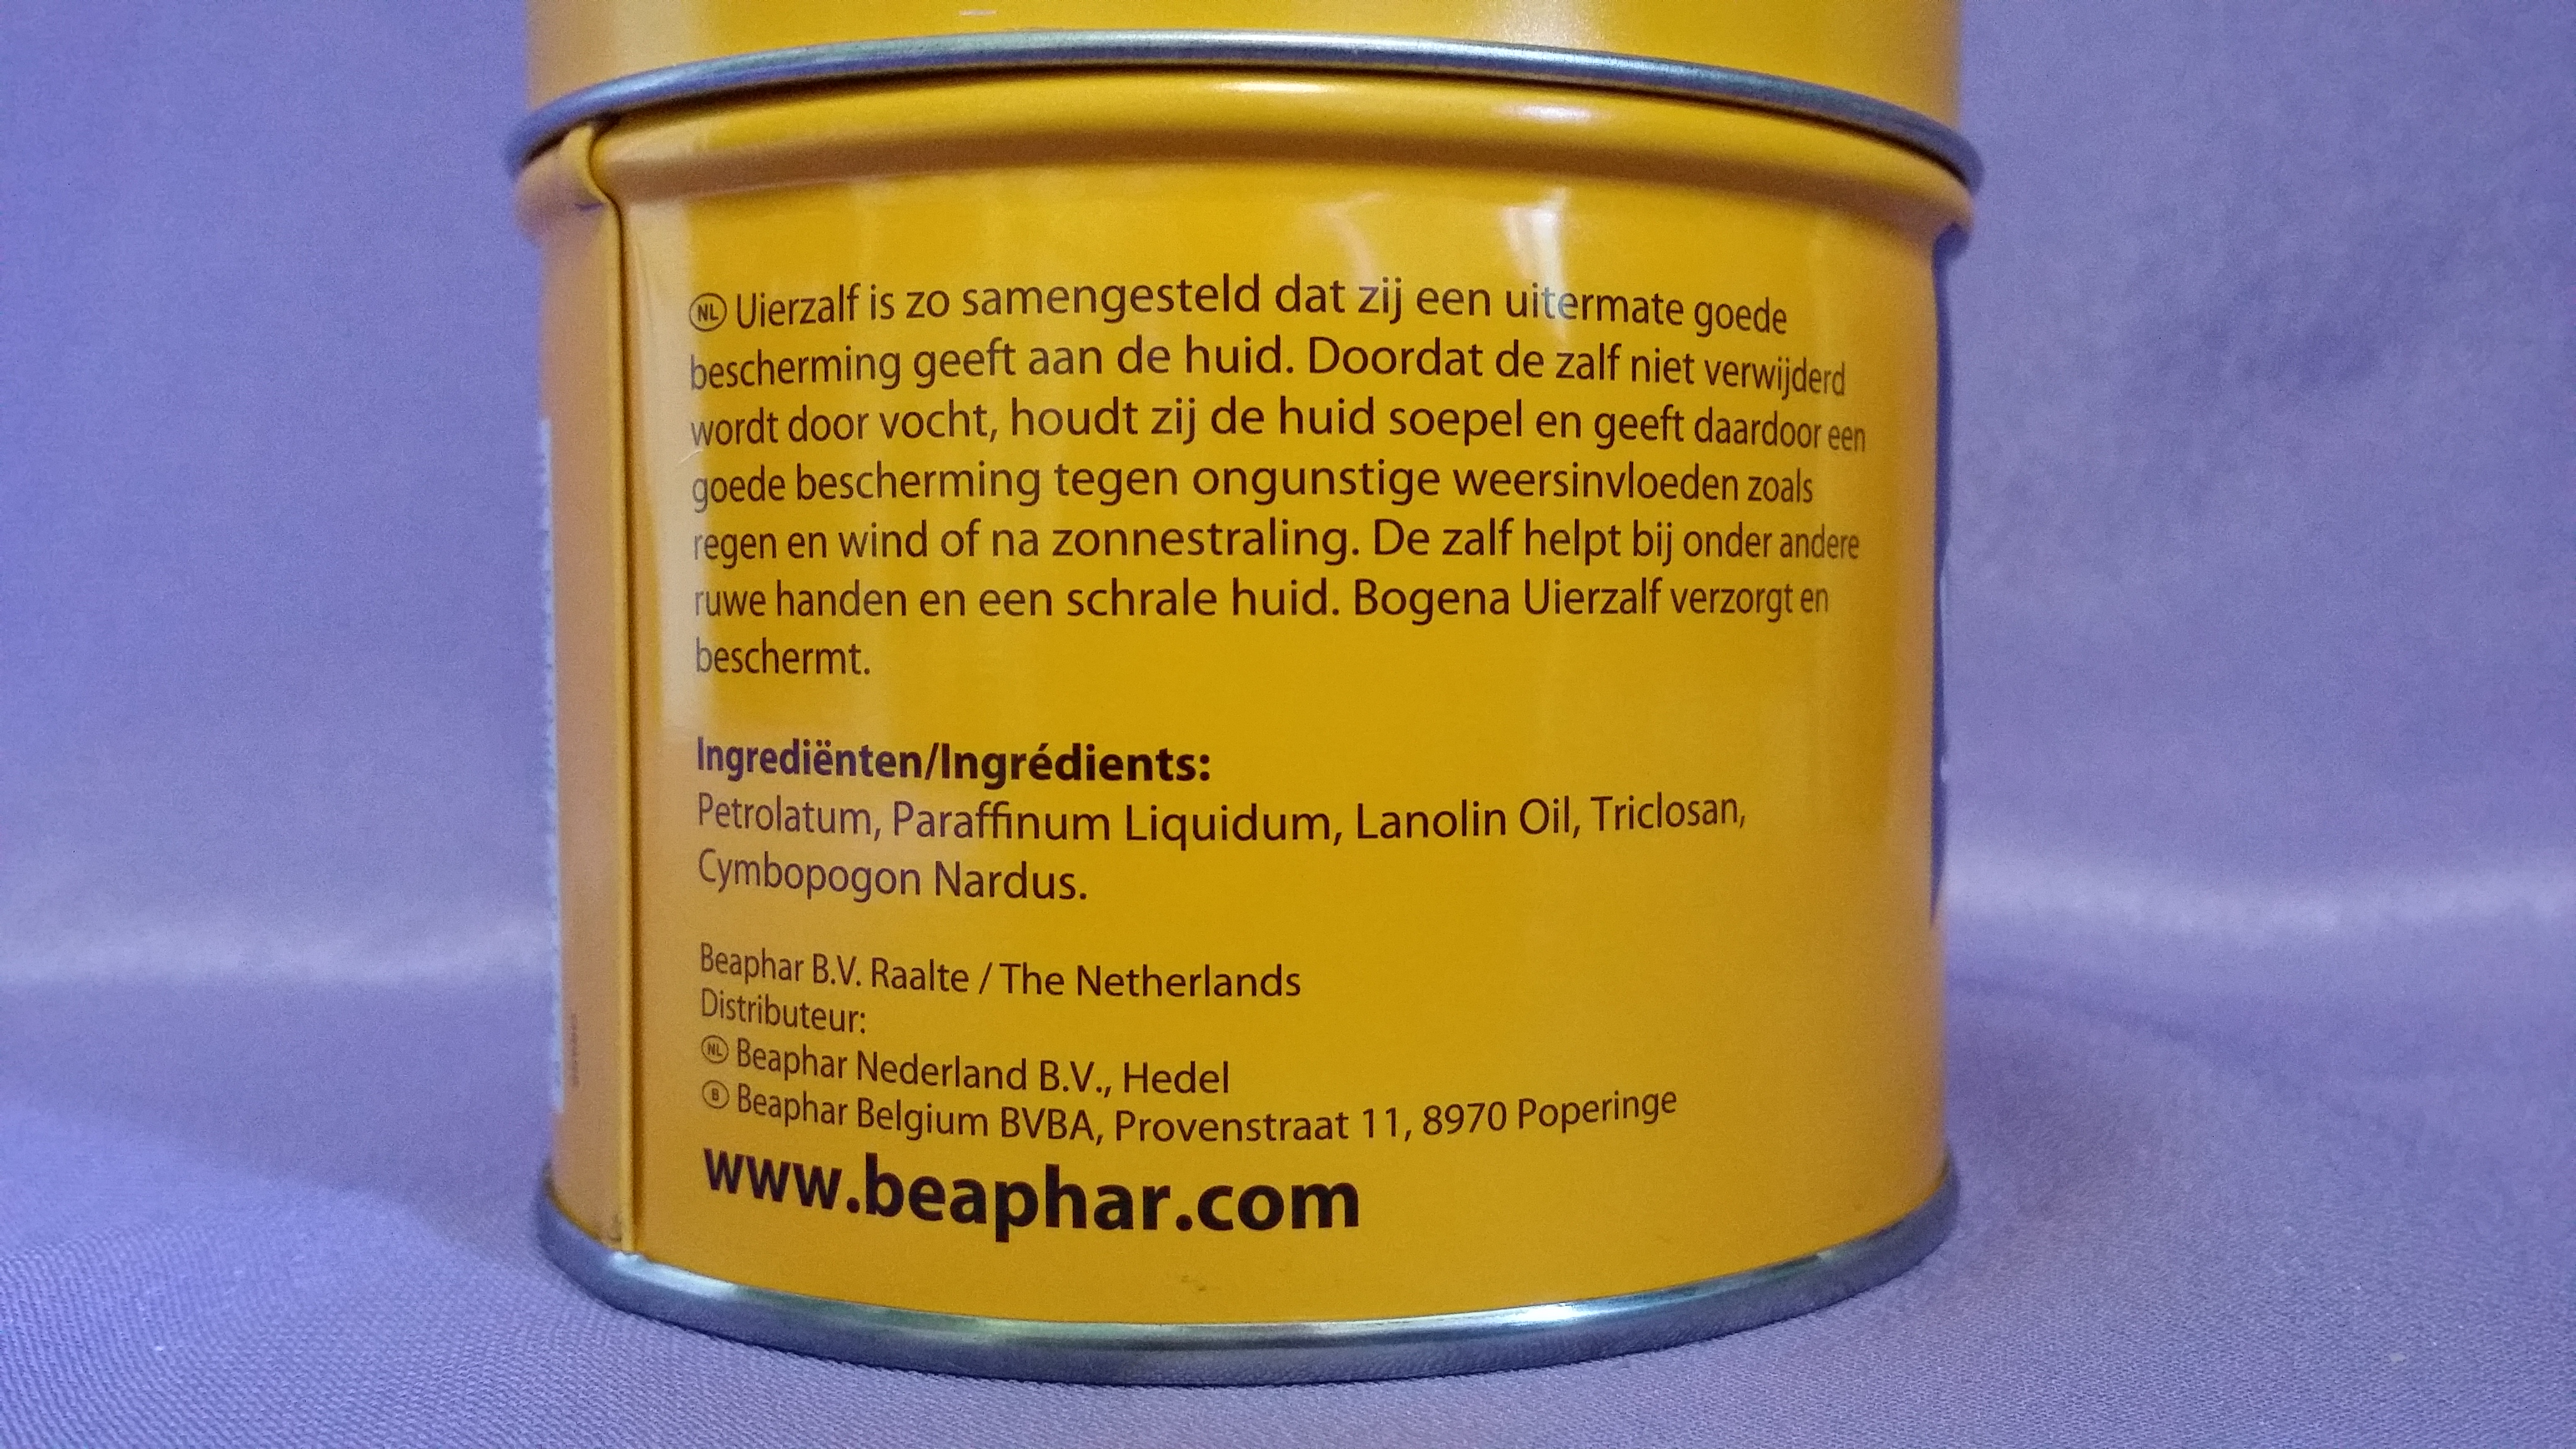 NL Uierzalf is zo samengesteld dat zij een uitermate goede
bescherming geeft aan de huid. Doordat de zalf niet verwijderd
wordt door vocht, houdt zij de huid soepel en geeft daardoor een
goede bescherming tegen ongunstige weersinvloeden zoals
regen en wind of na zonnestraling. De zalf helpt bij onder andere
ruwe handen en een schrale huid. Bogena Uierzalf verzorgt en
beschermt.
Ingrediënten/Ingrédients:
Petrolatum, Paraffinum Liquidum, Lanolin Oil, Triclosan,
Cymbopogon Nardus.
Beaphar B.V. Raalte / The Netherlands
Distributeur:
NL Beaphar Nederland B.V., Hedel
B Beaphar Belgium BVBA, Provenstraat 11, 8970 Poperinge
www.beaphar.com